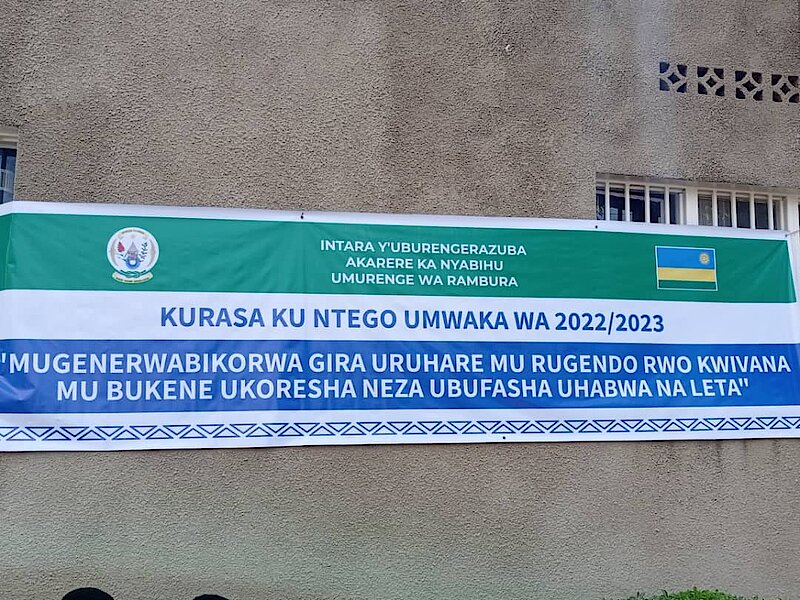 INTARA Y'UBURENGERAZUBA
AKARERE KA NYABIHU
UMURENGE WA RAMBURA
KURASA KU NTEGO UMWAKA WA 2022/2023
"MUGENERWABIKORWA GIRA URUHARE MU RUGENDO RWO KWIVANA
MU BUKENE UKORESHA NEZA UBUFASHA UHABWA NA LETA"